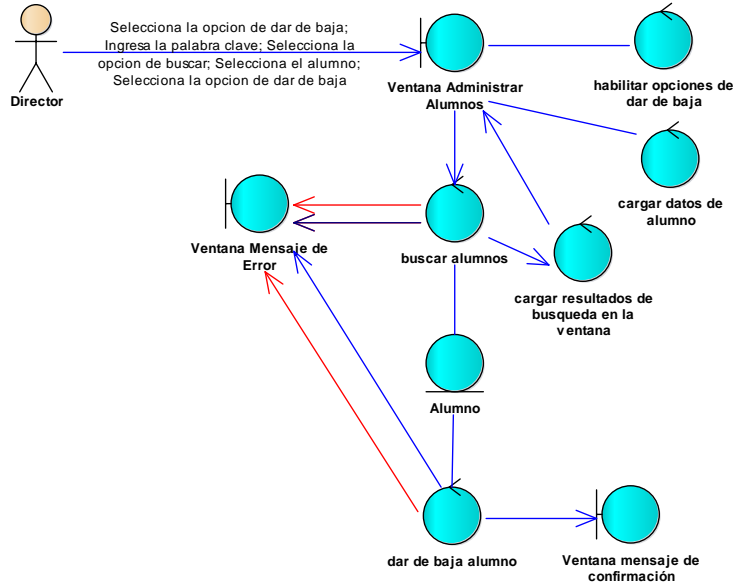 Selecciona la opcion de dar de baja;
Ingresa la palabra clave; Selecciona la
opcion de buscar; Selecciona el alumno;
Selecciona la opcion de dar de baja
Director
Ventana Administrar
Alumnos
habilitar opciones de
dar de baja
cargar datos de
alumno
Ventana Mensaje de
Error
buscar alumnos
cargar resultados de
busqueda en la
ventana
Alumno
dar de baja alumno
Ventana mensaje de
confirmación